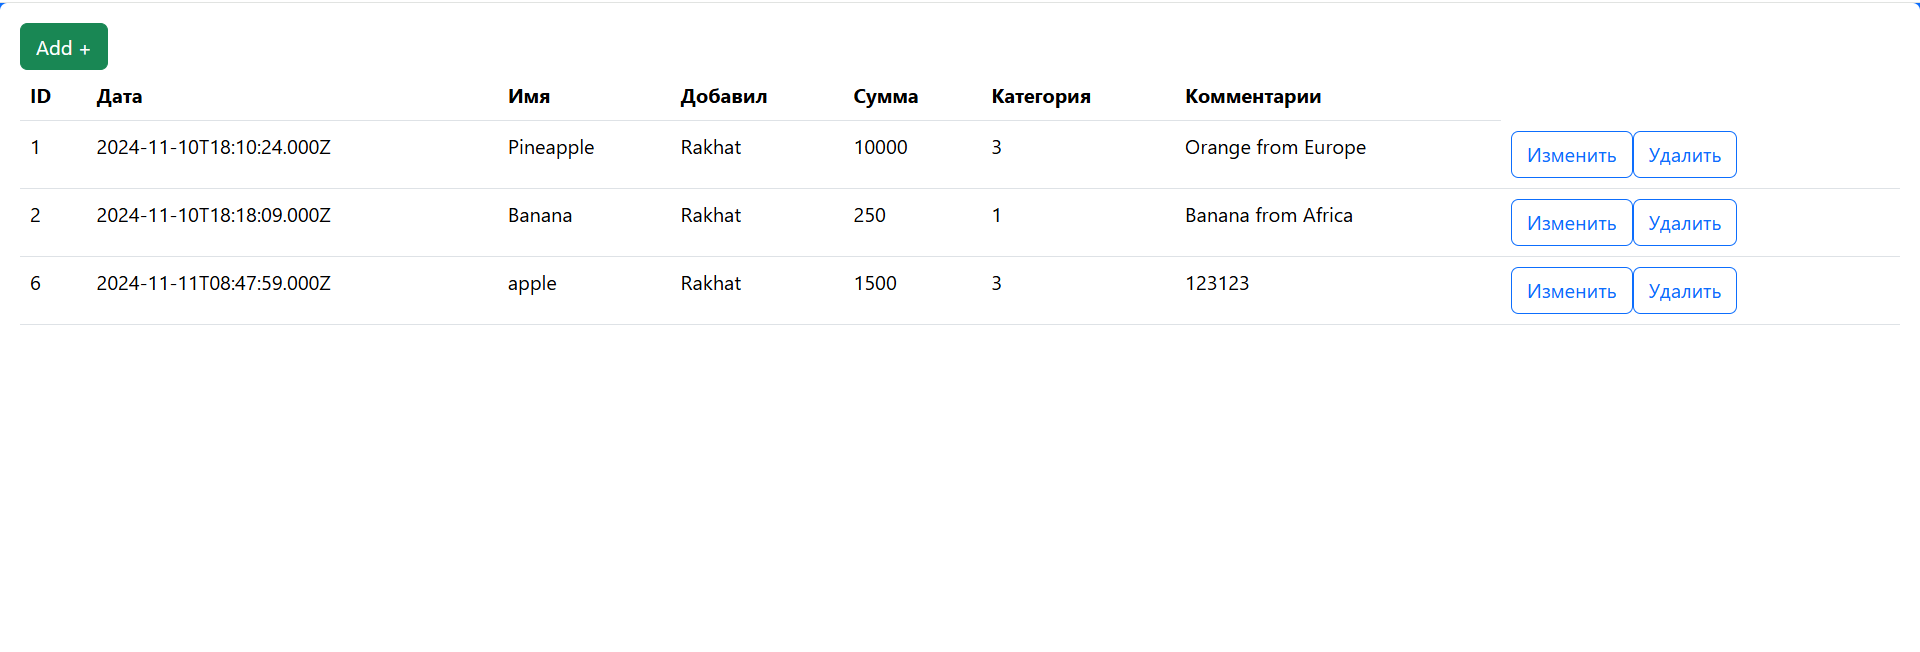 Add +
ID Дата Имя Добавил Сумма Категория Комментарии
1 2024-11-10T18:10:24.000Z Pineapple Rakhat 10000 3 Orange from Europe Изменить Удалить
2 2024-11-10T18:18:09.000Z Banana Rakhat 250 1 Banana from Africa Изменить Удалить
6 2024-11-11T08:47:59.000Z apple Rakhat 1500 3 123123 Изменить Удалить